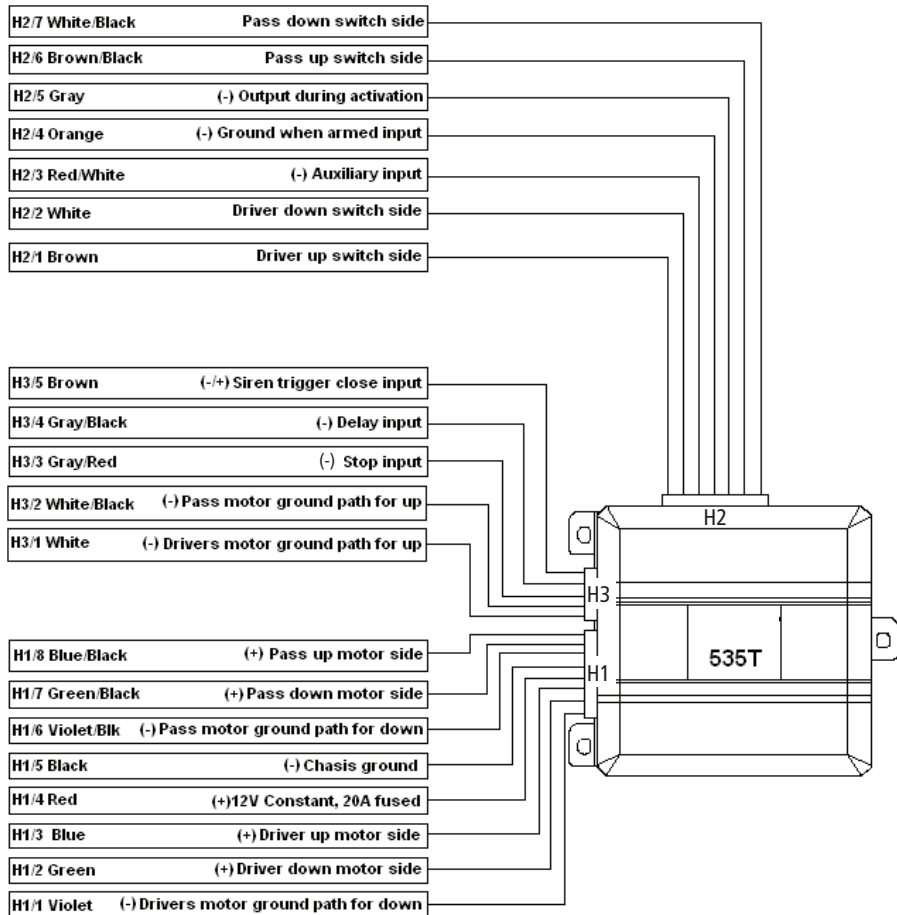 H2/7 White/Black Pass down switch side
H2/6 Brown/Black Pass up switch side
H2/5 Gray (-) Output during activation
H2/4 Orange (-) Ground when armed input
H2/3 Red/White (-) Auxiliary input
H2/2 White Driver down switch side
H2/1 Brown Driver up switch side
H3/5 Brown (-/+) Siren trigger close input
H3/4 Gray/Black (-) Delay input
H3/3 Gray/Red (-) Stop input
H3/2 White/Black (-) Pass motor ground path for up
H3/1 White (-) Drivers motor ground path for up
H1/8 Blue/Black (+) Pass up motor side
H1/7 Green/Black (+) Pass down motor side
H1/6 Violet/Blk (-) Pass motor ground path for down
H1/5 Black (-) Chasis ground
H1/4 Red (+)12V Constant, 20A fused
H1/3 Blue (+) Driver up motor side
H1/2 Green (+) Driver down motor side
H1/1 Violet (-) Drivers motor ground path for down
H2
H3
H1
535T